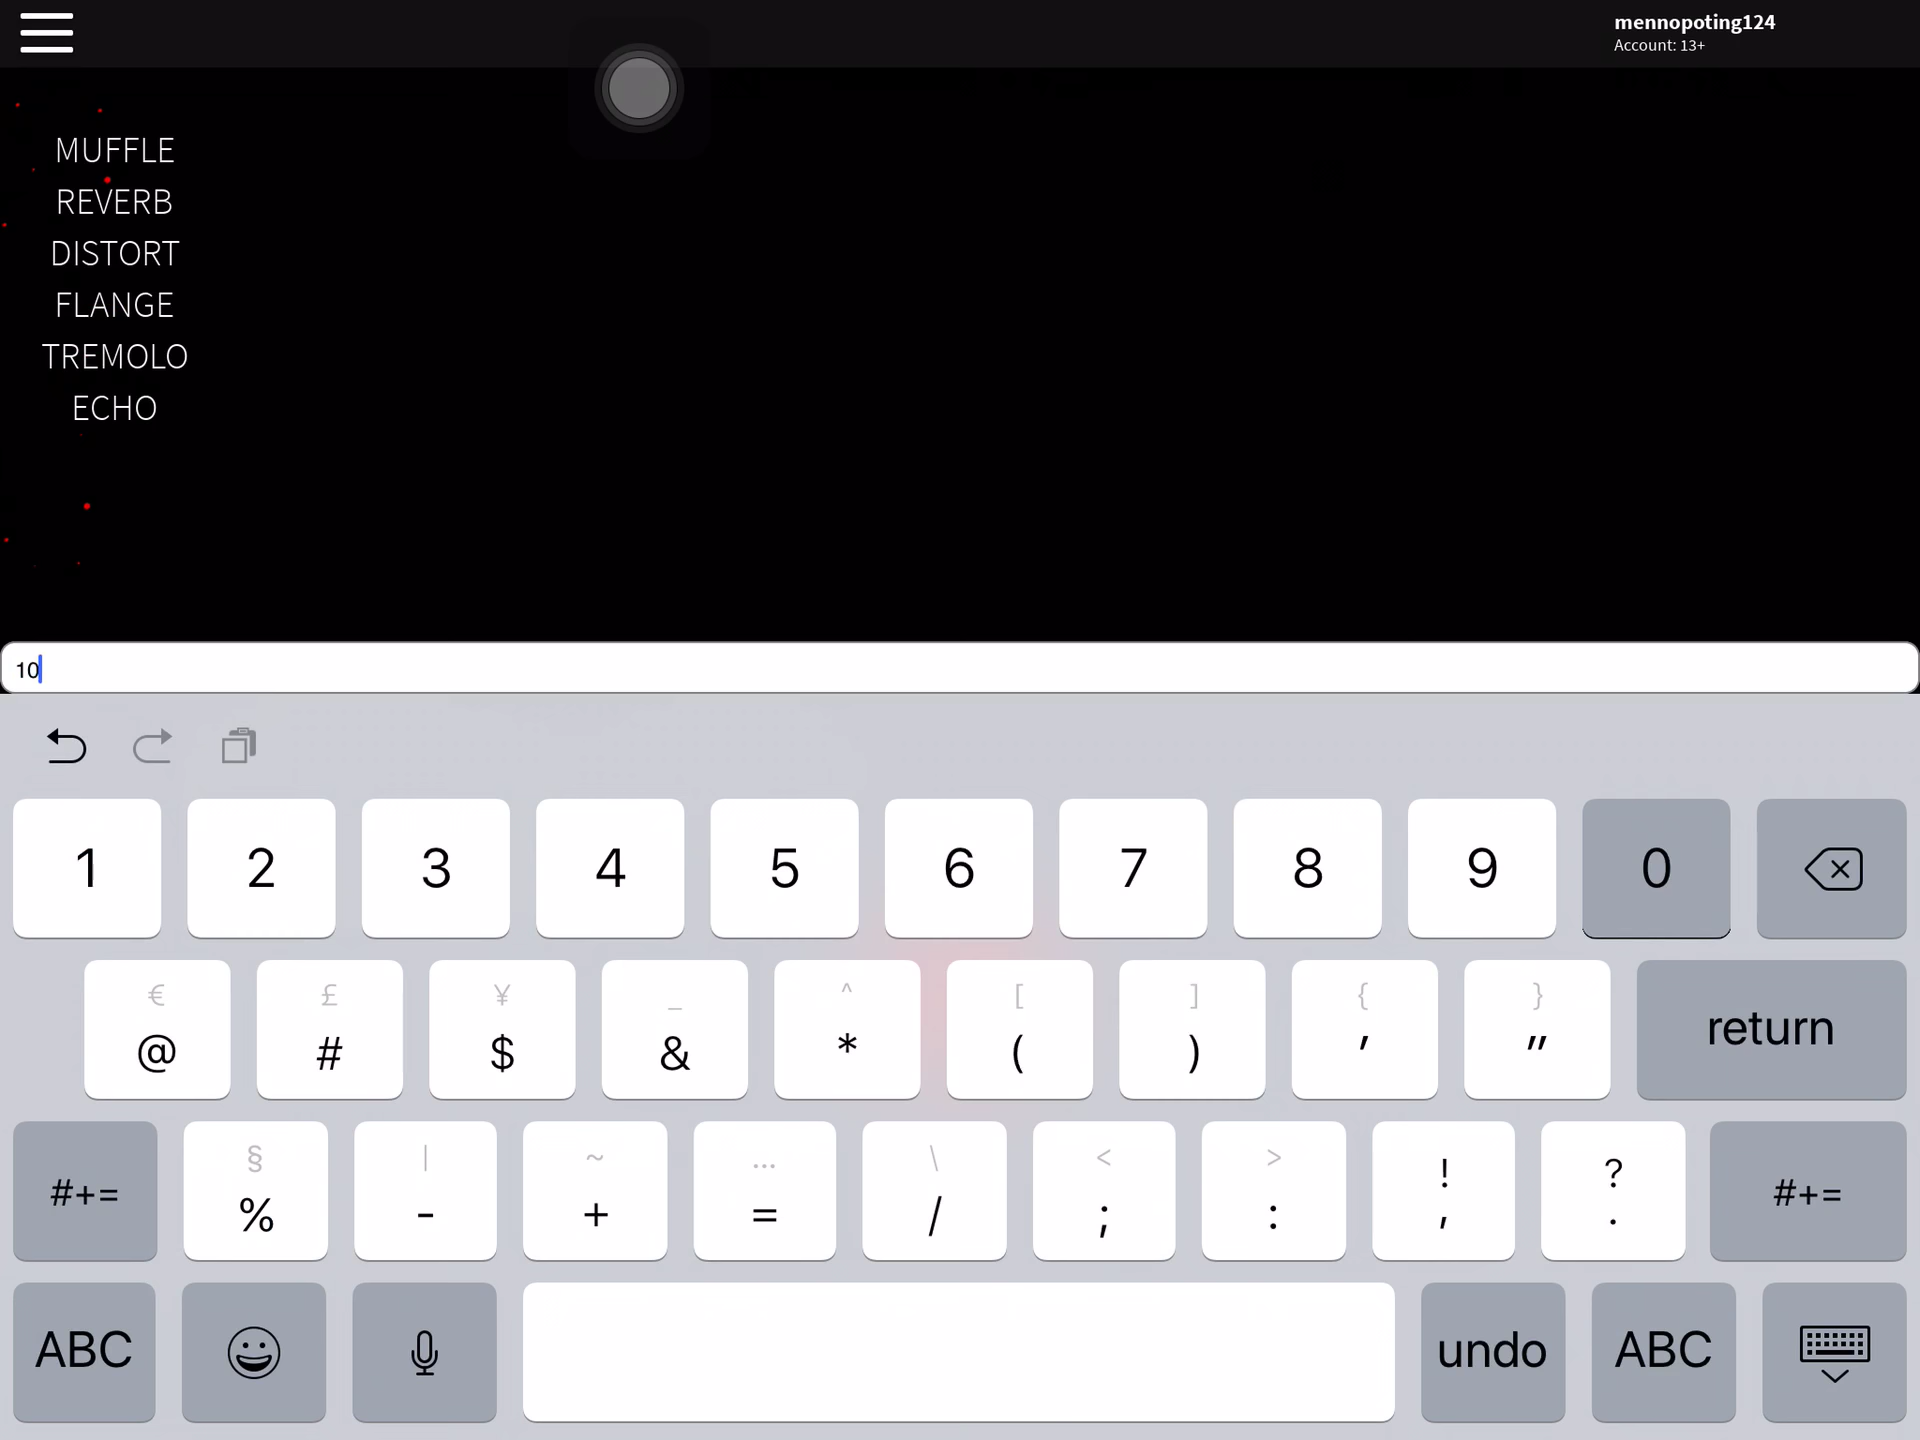 mennopoting124
Account: 13+
MUFFLE
REVERB
DISTORT
FLANGE
TREMOLO
ECHO
10
1 2 3 4 5 6 7 8 9 0
€ £ ¥ _ ^ [ ] { }
@ # $ & * ( ) ' " return
§ | ~ … \ < > ! ?
#+= % - + = / ; : , . #+=
ABC undo ABC